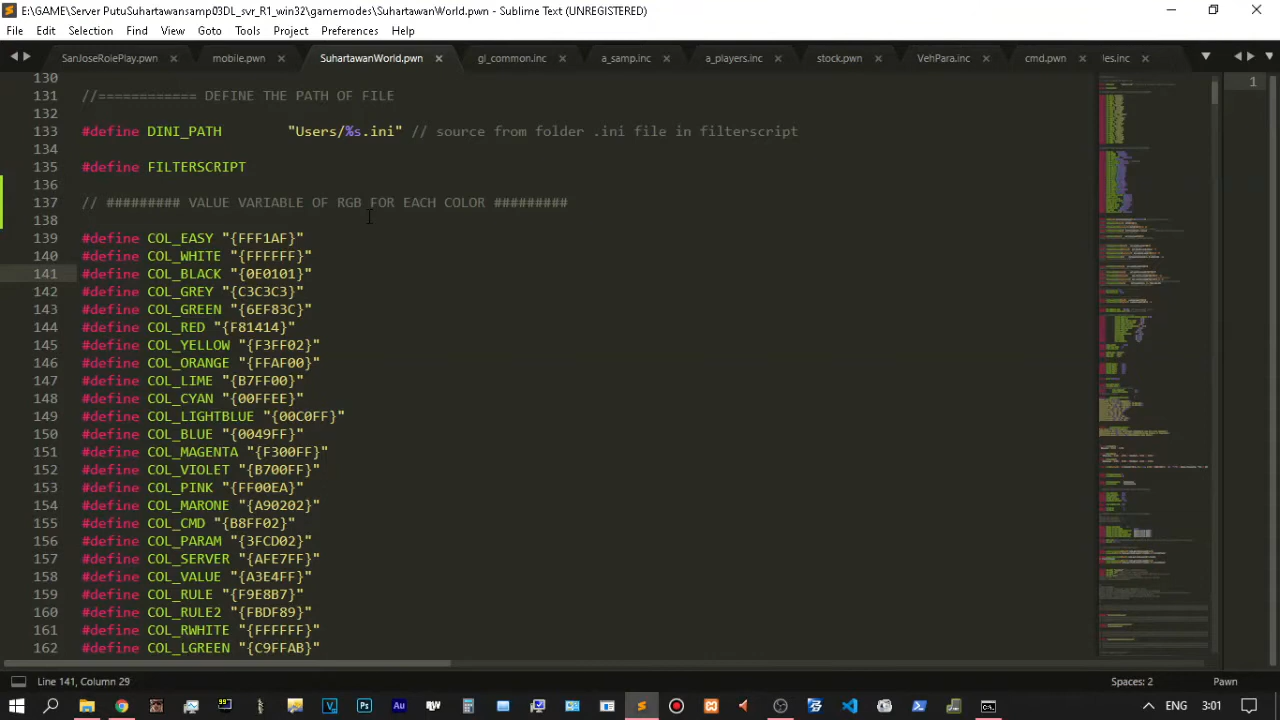 E:\GAME\Server PutuSuhartawansamp03DL_svr_R1_win32\gamemodes\SuhartawanWorld.pwn - Sublime Text (UNREGISTERED)
File Edit Selection Find View Goto Tools Project Preferences Help
SanJoseRolePlay.pwn mobile.pwn SuhartawanWorld.pwn gl_common.inc a_samp.inc a_players.inc stock.pwn VehPara.inc cmd.pwn les.inc
130
131 //============ DEFINE THE PATH OF FILE
132
133 #define DINI_PATH "Users/%s.ini" // source from folder .ini file in filterscript
134
135 #define FILTERSCRIPT
136
137 // ######### VALUE VARIABLE OF RGB FOR EACH COLOR #########
138
139 #define COL_EASY "{FFF1AF}"
140 #define COL_WHITE "{FFFFFF}"
141 #define COL_BLACK "{0E0101}"
142 #define COL_GREY "{C3C3C3}"
143 #define COL_GREEN "{6EF83C}"
144 #define COL_RED "{F81414}"
145 #define COL_YELLOW "{F3FF02}"
146 #define COL_ORANGE "{FFAF00}"
147 #define COL_LIME "{B7FF00}"
148 #define COL_CYAN "{00FFEE}"
149 #define COL_LIGHTBLUE "{00C0FF}"
150 #define COL_BLUE "{0049FF}"
151 #define COL_MAGENTA "{F300FF}"
152 #define COL_VIOLET "{B700FF}"
153 #define COL_PINK "{FF00EA}"
154 #define COL_MARONE "{A90202}"
155 #define COL_CMD "{B8FF02}"
156 #define COL_PARAM "{3FCD02}"
157 #define COL_SERVER "{AFE7FF}"
158 #define COL_VALUE "{A3E4FF}"
159 #define COL_RULE "{F9E8B7}"
160 #define COL_RULE2 "{FBDF89}"
161 #define COL_RWHITE "{FFFFFF}"
162 #define COL_LGREEN "{C9FFAB}"
1
Line 141, Column 29 Spaces: 2 Pawn
ENG 3:01